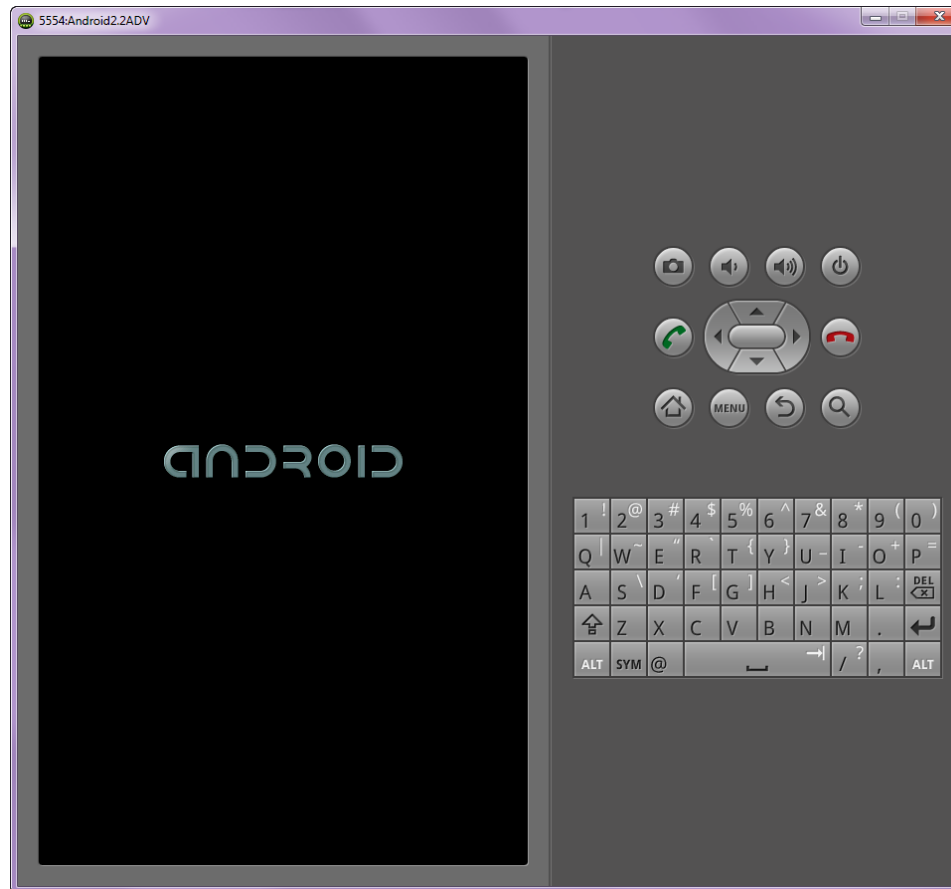 5554:Android2.2ADV
ANDROID
MENU
1 ! 2 @ 3 # 4 $ 5 % 6 ^ 7 & 8 * 9 ( 0 )
Q | W ~ E " R ` T { Y } U _ I - O + P =
A S \ D ' F [ G ] H < J > K ; L : DEL
Z X C V B N M .
ALT SYM @ / ? , ALT